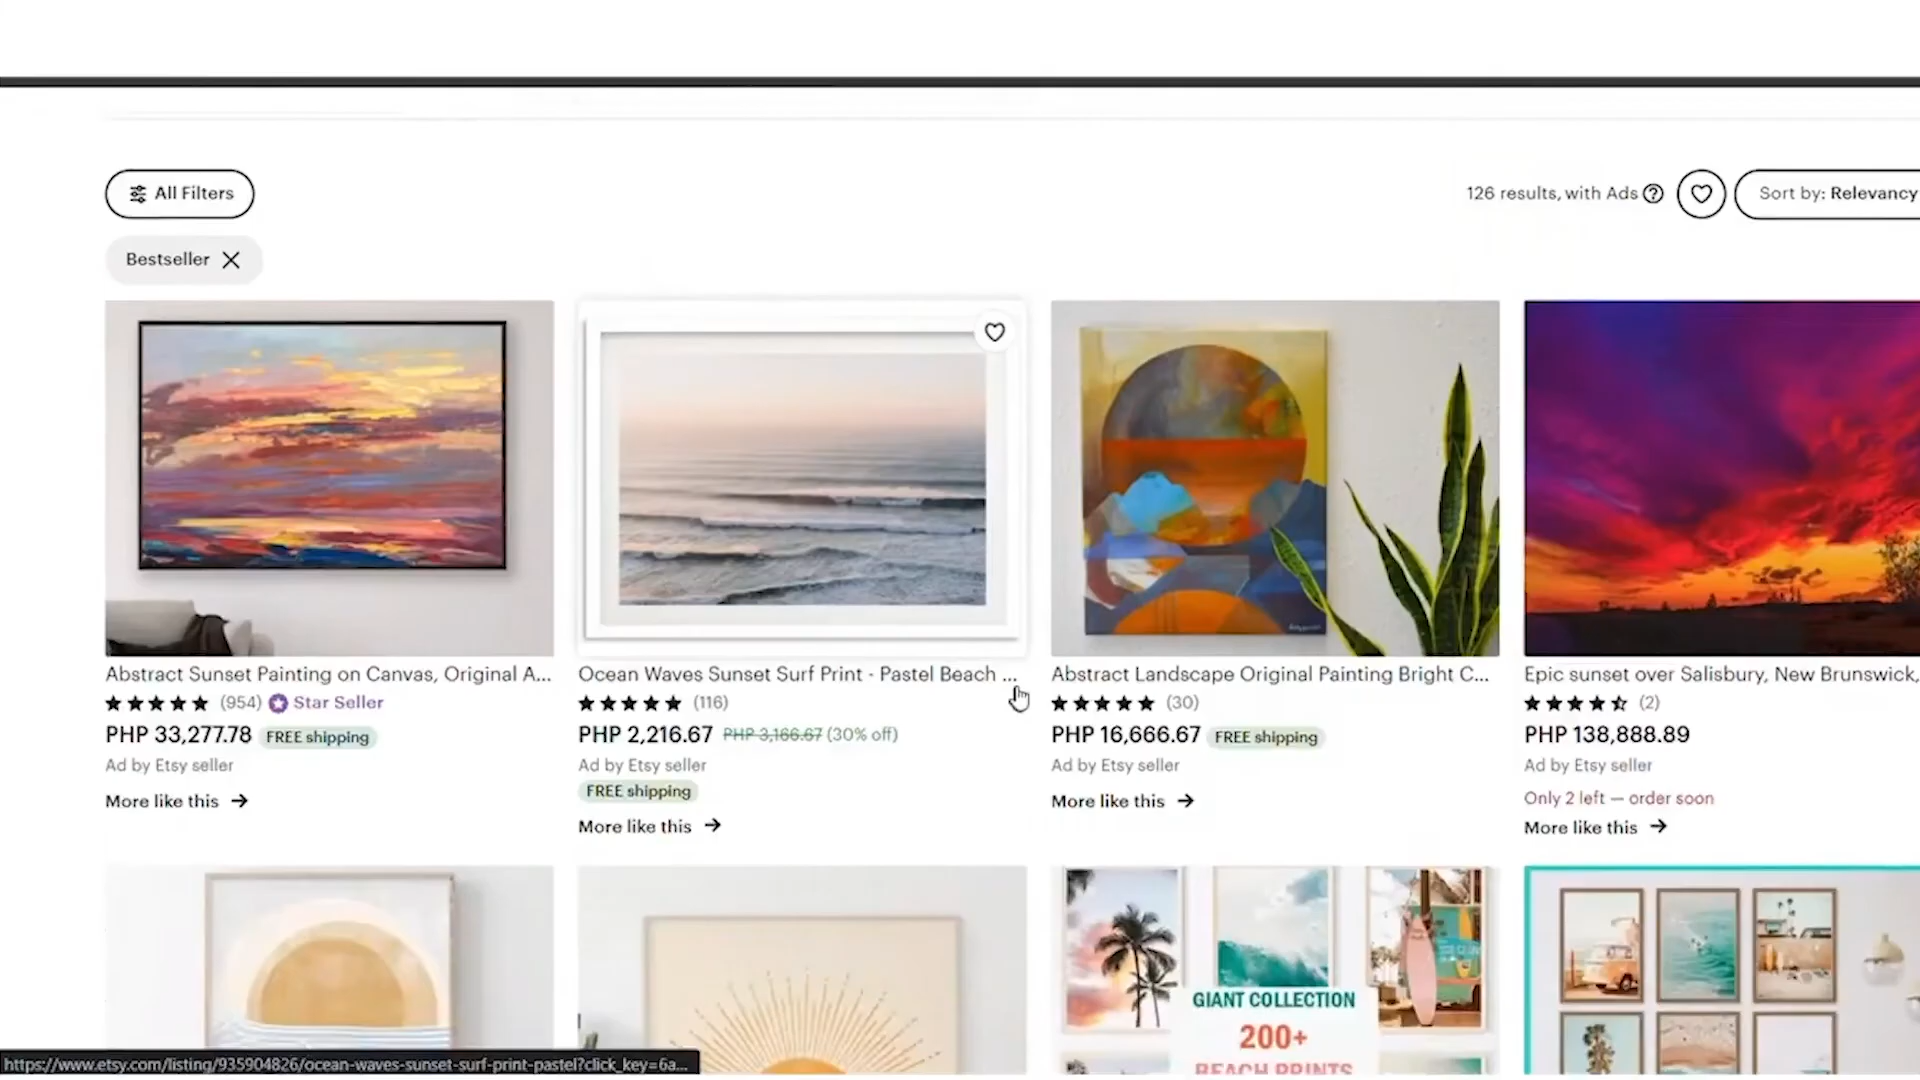 All Filters
126 results, with Ads
Sort by: Relevancy
Bestseller
Abstract Sunset Painting on Canvas, Original A...
(954) Star Seller
PHP 33,277.78 FREE shipping
Ad by Etsy seller
More like this →
Ocean Waves Sunset Surf Print - Pastel Beach ...
(116)
PHP 2,216.67 PHP 3,166.67 (30% off)
Ad by Etsy seller
FREE shipping
More like this →
Abstract Landscape Original Painting Bright C...
(30)
PHP 16,666.67 FREE shipping
Ad by Etsy seller
More like this →
Epic sunset over Salisbury, New Brunswick,
(2)
PHP 138,888.89
Ad by Etsy seller
Only 2 left — order soon
More like this →
GIANT COLLECTION
200+
BEACH PRINTS
https://www.etsy.com/listing/935904826/ocean-waves-sunset-surf-print-pastel?click_key=6a...